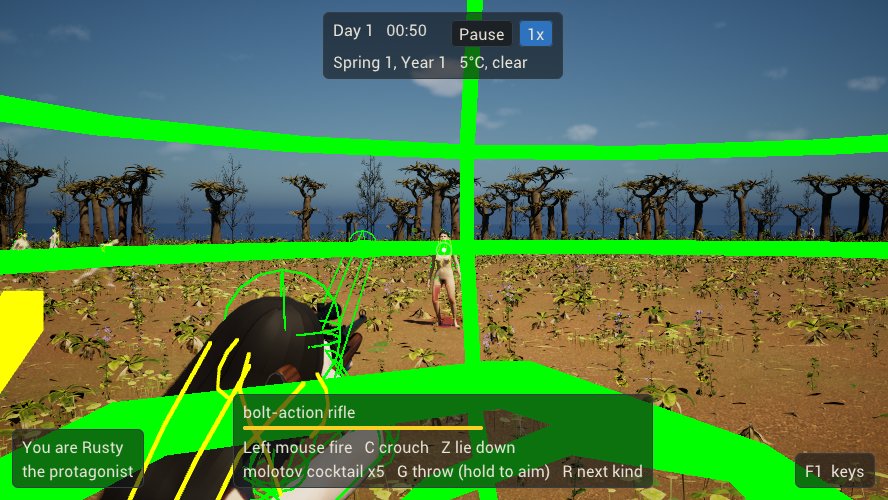 Day 1 00:50 Pause 1x
Spring 1, Year 1 5°C, clear
bolt-action rifle
Left mouse fire C crouch Z lie down
molotov cocktail x5 G throw (hold to aim) R next kind
You are Rusty
the protagonist
F1 keys